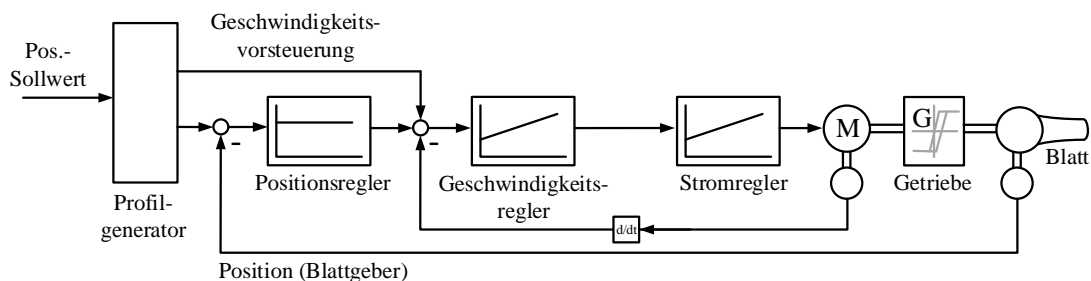 Geschwindigkeits-
vorsteuerung
Pos.-
Sollwert
-
-
M
G
Blatt
Positionsregler
Geschwindigkeits-
regler
Stromregler
Getriebe
Profil-
generator
d/dt
Position (Blattgeber)